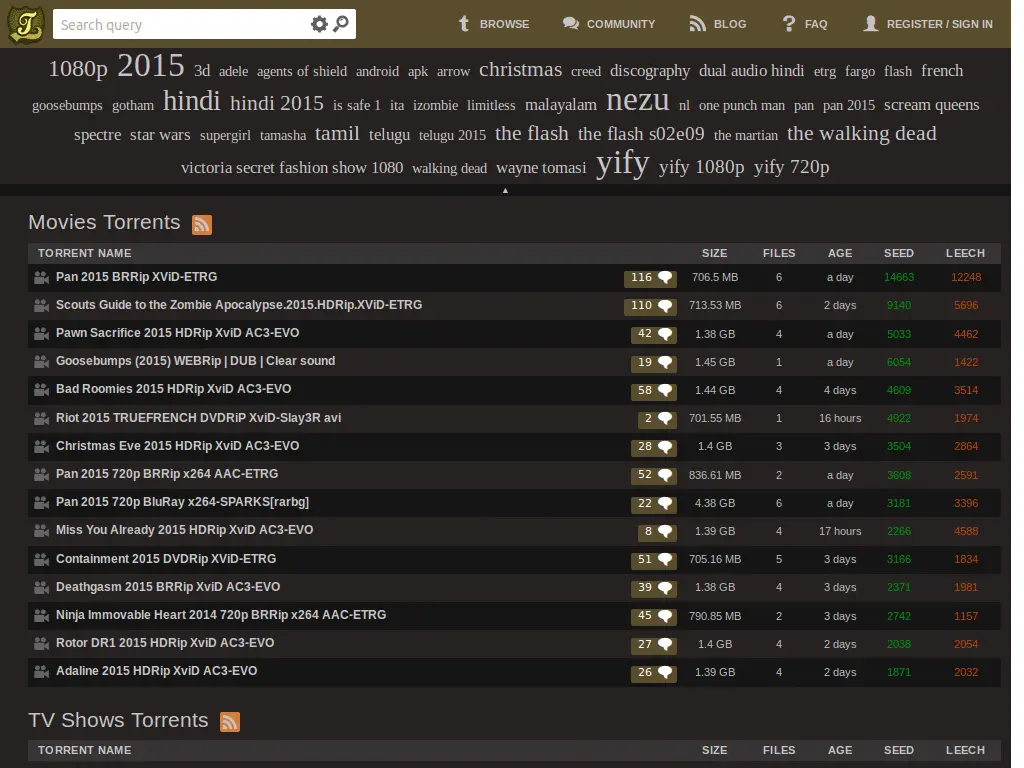 Search query BROWSE COMMUNITY BLOG FAQ REGISTER / SIGN IN
1080p 2015 3d adele agents of shield android apk arrow christmas creed discography dual audio hindi etrg fargo flash french
goosebumps gotham hindi hindi 2015 is safe 1 ita izombie limitless malayalam nezu nl one punch man pan pan 2015 scream queens
spectre star wars supergirl tamasha tamil telugu telugu 2015 the flash the flash s02e09 the martian the walking dead
victoria secret fashion show 1080 walking dead wayne tomasi yify yify 1080p yify 720p
Movies Torrents
TORRENT NAME SIZE FILES AGE SEED LEECH
Pan 2015 BRRip XViD-ETRG 116 706.5 MB 6 a day 14663 12248
Scouts Guide to the Zombie Apocalypse.2015.HDRip.XViD-ETRG 110 713.53 MB 6 2 days 9140 5696
Pawn Sacrifice 2015 HDRip XviD AC3-EVO 42 1.38 GB 4 a day 5033 4462
Goosebumps (2015) WEBRip | DUB | Clear sound 19 1.45 GB 1 a day 6054 1422
Bad Roomies 2015 HDRip XviD AC3-EVO 58 1.44 GB 4 4 days 4609 3514
Riot 2015 TRUEFRENCH DVDRiP XviD-Slay3R avi 2 701.55 MB 1 16 hours 4922 1974
Christmas Eve 2015 HDRip XviD AC3-EVO 28 1.4 GB 3 3 days 3504 2864
Pan 2015 720p BRRip x264 AAC-ETRG 52 836.61 MB 2 a day 3608 2591
Pan 2015 720p BluRay x264-SPARKS[rarbg] 22 4.38 GB 6 a day 3181 3396
Miss You Already 2015 HDRip XviD AC3-EVO 8 1.39 GB 4 17 hours 2266 4588
Containment 2015 DVDRip XViD-ETRG 51 705.16 MB 5 3 days 3166 1834
Deathgasm 2015 BRRip XviD AC3-EVO 39 1.38 GB 4 3 days 2371 1981
Ninja Immovable Heart 2014 720p BRRip x264 AAC-ETRG 45 790.85 MB 2 3 days 2742 1157
Rotor DR1 2015 HDRip XviD AC3-EVO 27 1.4 GB 4 2 days 2038 2054
Adaline 2015 HDRip XviD AC3-EVO 26 1.39 GB 4 2 days 1871 2032
TV Shows Torrents
TORRENT NAME SIZE FILES AGE SEED LEECH